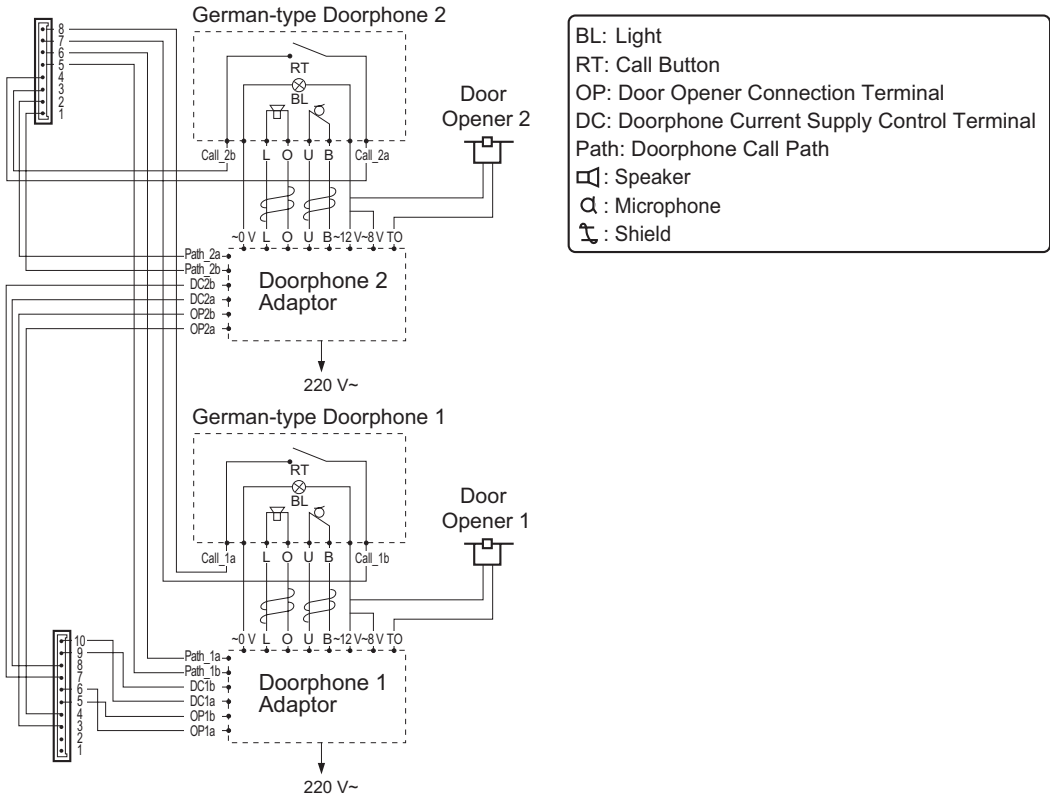 German-type Doorphone 2
8
7
6
5
4
3
2
1
RT
BL
Call_2b L O U B Call_2a
Door
Opener 2
~0 V L O U B ~12 V ~8 V TO
Path_2a
Path_2b
DC2b
DC2a
OP2b
OP2a
Doorphone 2
Adaptor
220 V~
German-type Doorphone 1
RT
BL
Call_1a L O U B Call_1b
Door
Opener 1
~0 V L O U B ~12 V ~8 V TO
10
9
8
7
6
5
4
3
2
1
Path_1a
Path_1b
DC1b
DC1a
OP1b
OP1a
Doorphone 1
Adaptor
220 V~
BL: Light
RT: Call Button
OP: Door Opener Connection Terminal
DC: Doorphone Current Supply Control Terminal
Path: Doorphone Call Path
: Speaker
: Microphone
: Shield